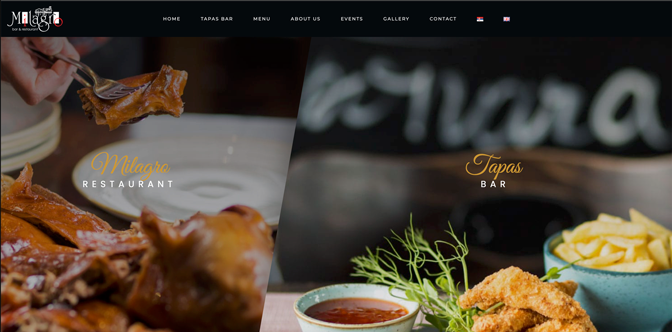 Milagro
BAR & RESTAURANT
HOME
TAPAS BAR
MENU
ABOUT US
EVENTS
GALLERY
CONTACT
Milagro
RESTAURANT
Tapas
BAR